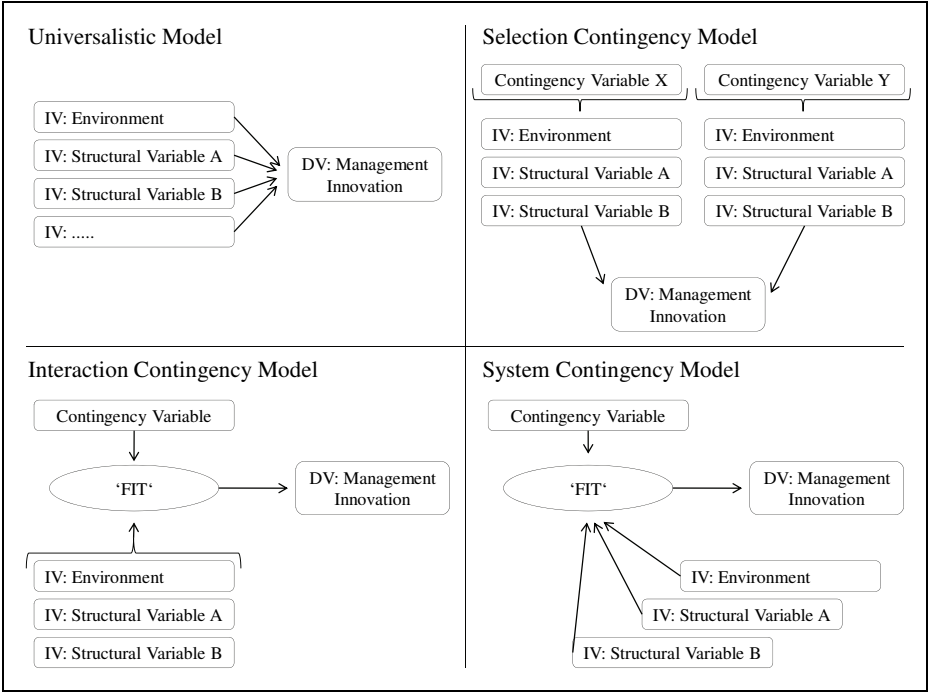 Universalistic Model
IV: Environment
IV: Structural Variable A
IV: Structural Variable B
IV: .....
DV: Management
Innovation
Selection Contingency Model
Contingency Variable X
IV: Environment
IV: Structural Variable A
IV: Structural Variable B
Contingency Variable Y
IV: Environment
IV: Structural Variable A
IV: Structural Variable B
DV: Management
Innovation
Interaction Contingency Model
Contingency Variable
‘FIT‘
DV: Management
Innovation
IV: Environment
IV: Structural Variable A
IV: Structural Variable B
System Contingency Model
Contingency Variable
‘FIT‘
DV: Management
Innovation
IV: Environment
IV: Structural Variable A
IV: Structural Variable B